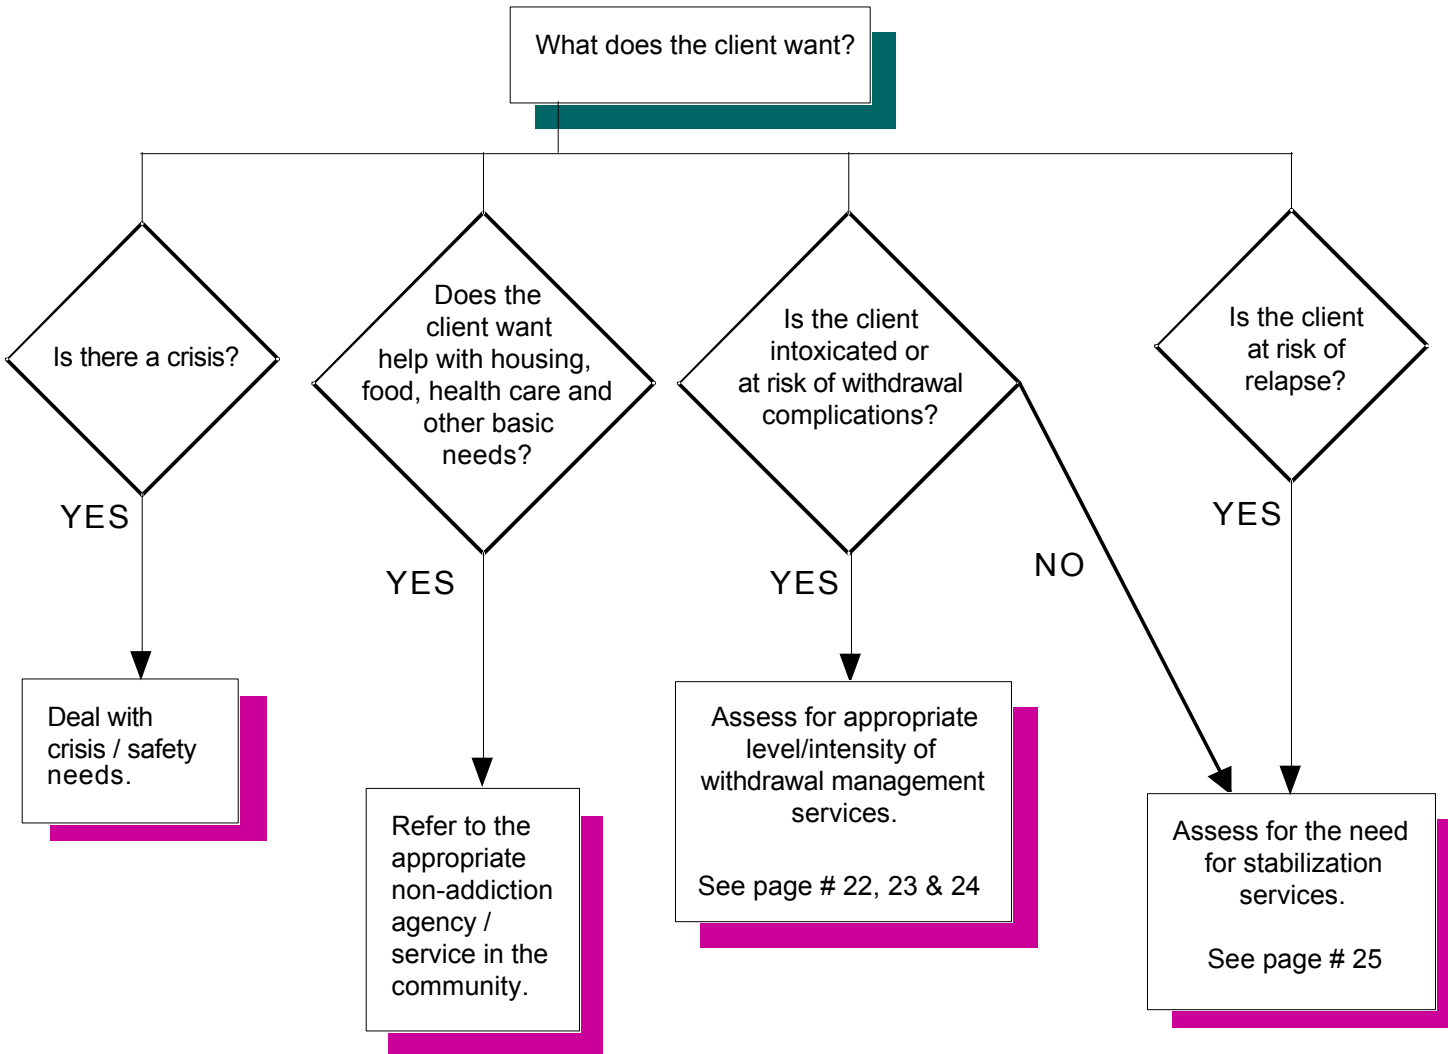 What does the client want?
Is there a crisis?
Does the
client want
help with housing,
food, health care and
other basic
needs?
Is the client
intoxicated or
at risk of withdrawal
complications?
Is the client
at risk of
relapse?
YES
YES
YES
NO
YES
Deal with
crisis / safety
needs.
Refer to the
appropriate
non-addiction
agency /
service in the
community.
Assess for appropriate
level/intensity of
withdrawal management
services.
See page # 22, 23 & 24
Assess for the need
for stabilization
services.
See page # 25